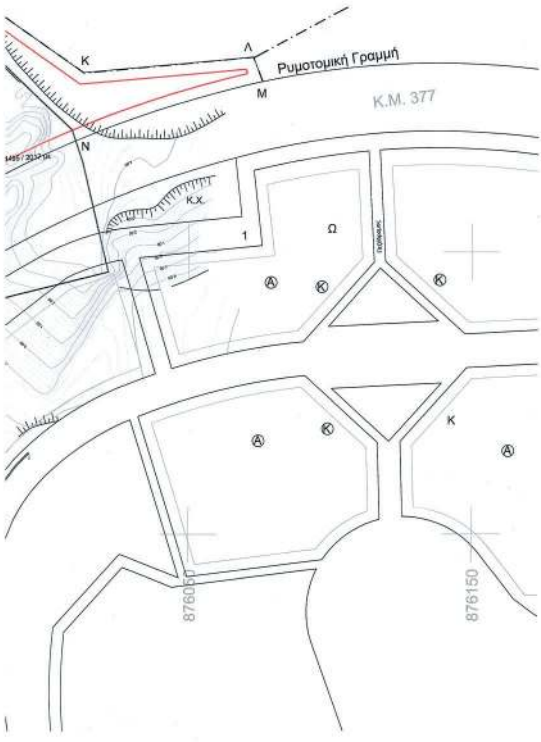 Λ
Κ
Ρυμοτομική Γραμμή
Μ
Κ.Μ. 377
Ν
Κ.Χ.
1
Ω
Α
Κ
Κ
Α
Κ
Κ
Α
876050
876150